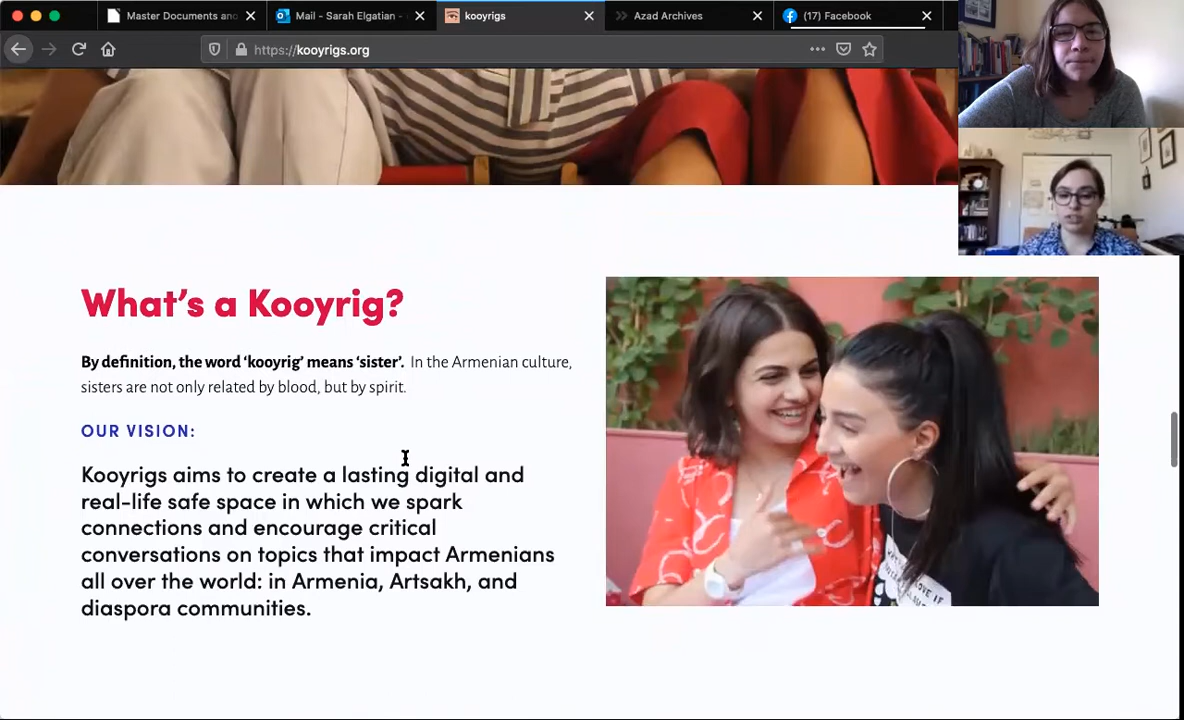 Master Documents and
Mail - Sarah Elgatian -
kooyrigs
Azad Archives
(17) Facebook
https://kooyrigs.org
What's a Kooyrig?
By definition, the word 'kooyrig' means 'sister'. In the Armenian culture,
sisters are not only related by blood, but by spirit.
OUR VISION:
Kooyrigs aims to create a lasting digital and
real-life safe space in which we spark
connections and encourage critical
conversations on topics that impact Armenians
all over the world: in Armenia, Artsakh, and
diaspora communities.